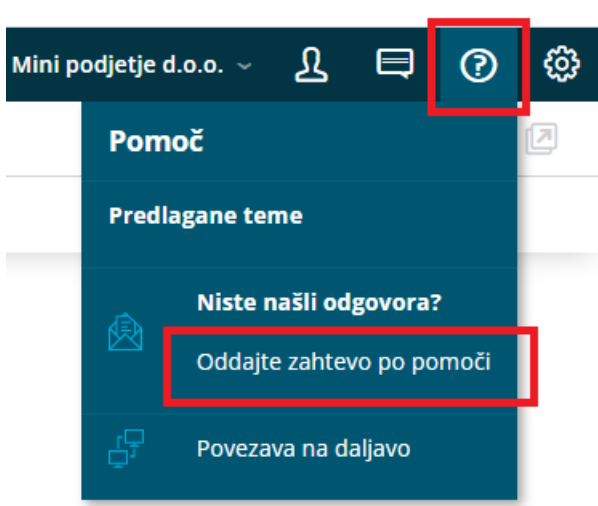 Mini podjetje d.o.o.
Pomoč
Predlagane teme
Niste našli odgovora?
Oddajte zahtevo po pomoči
Povezava na daljavo